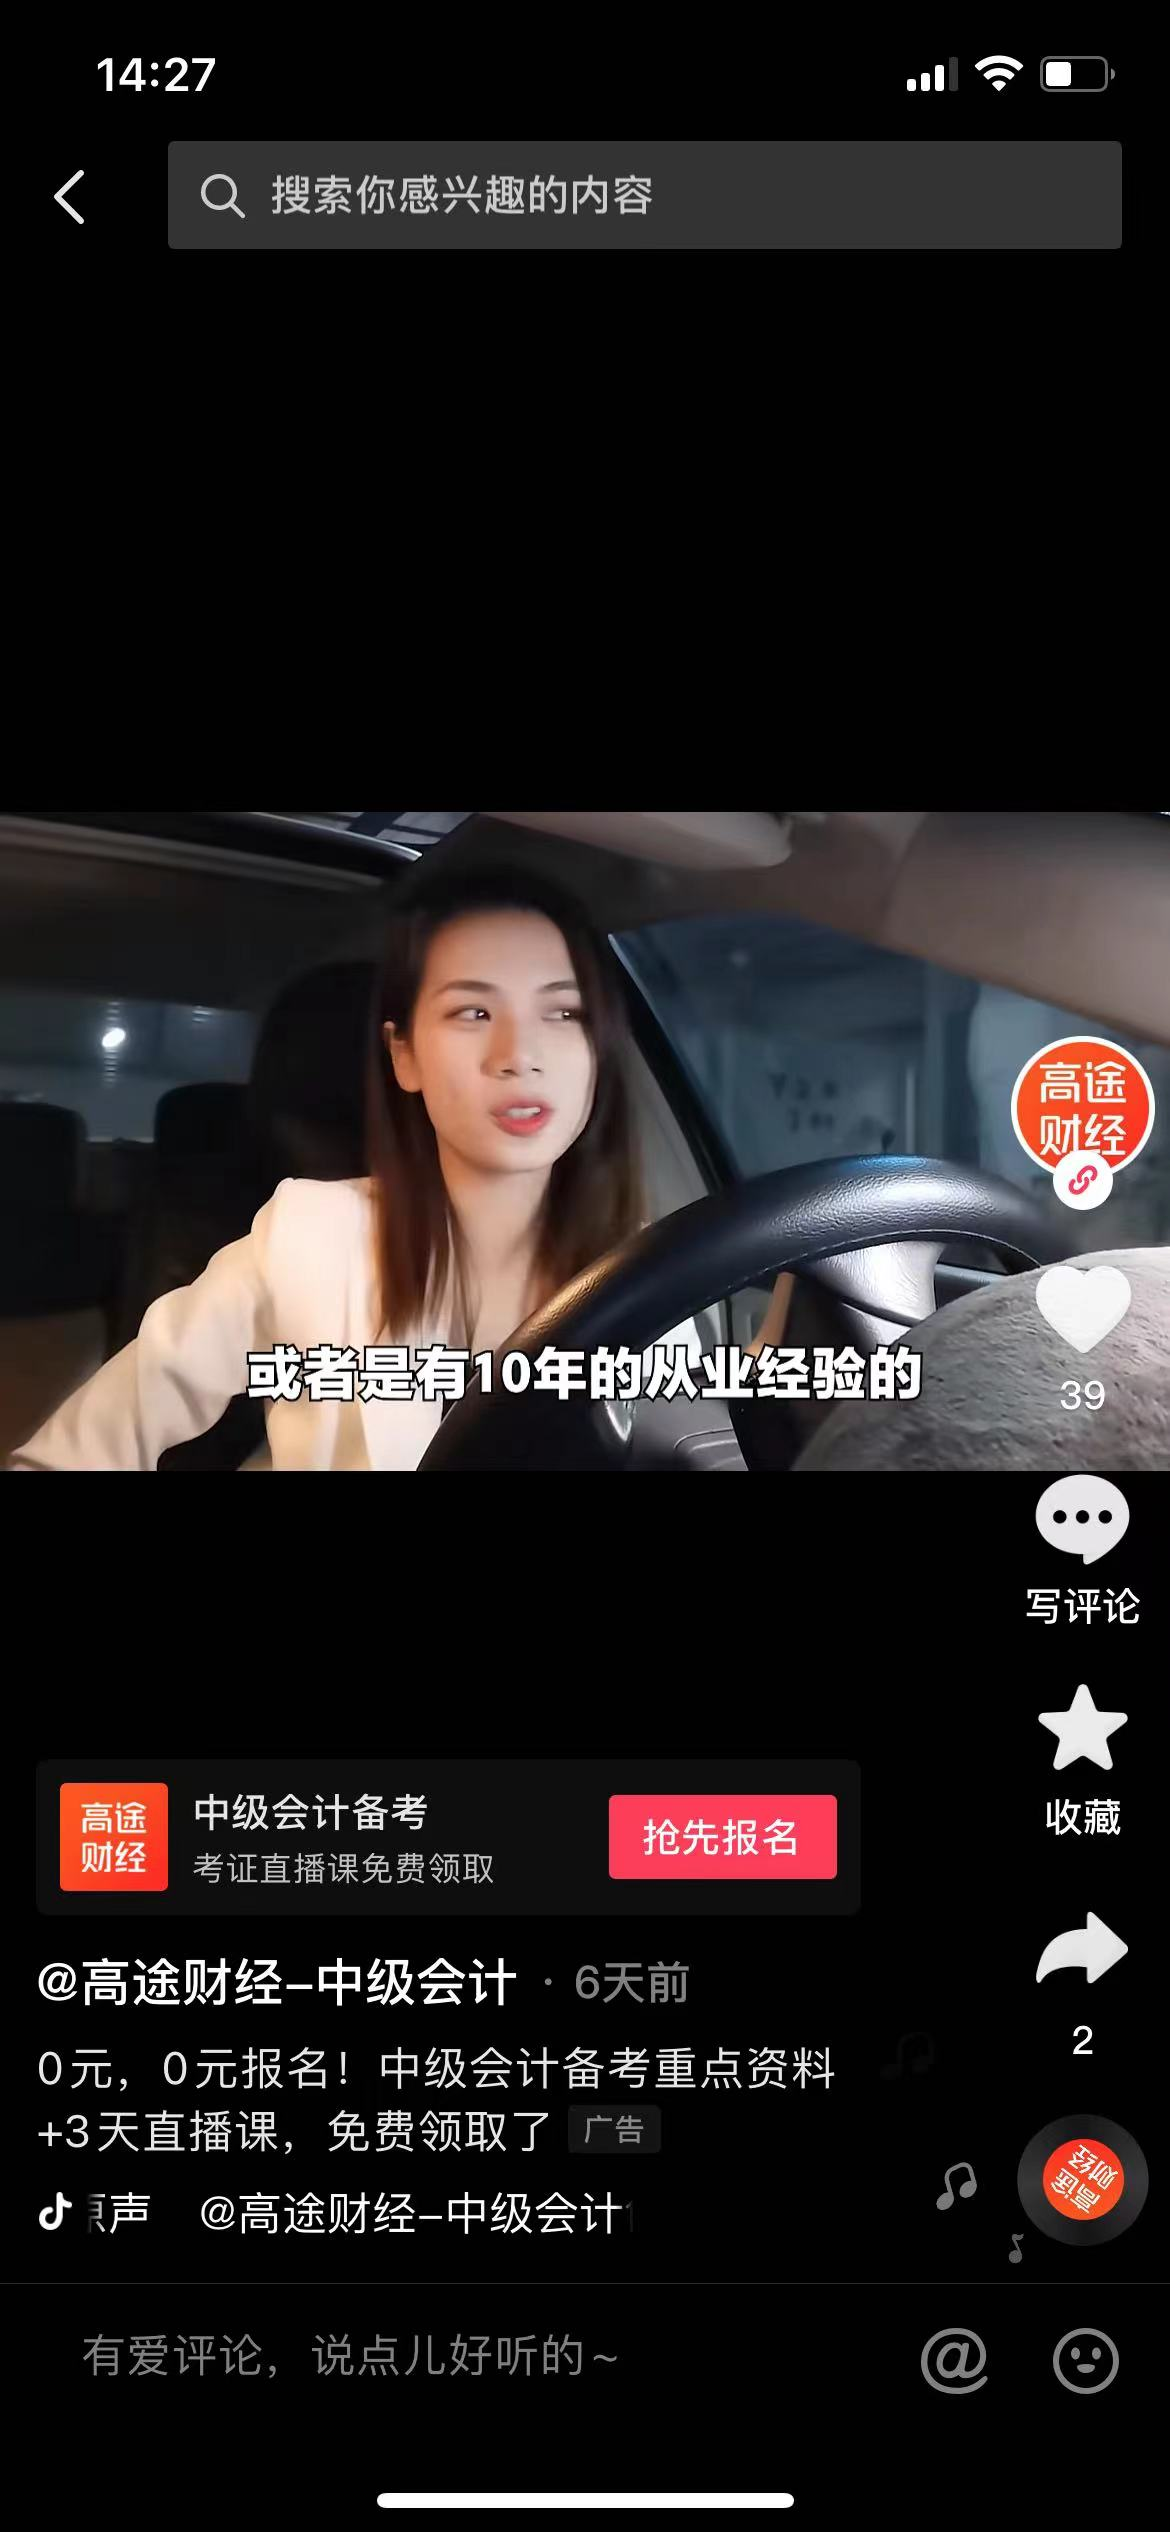 14:27
搜索你感兴趣的内容
高途
财经
或者是有10年的从业经验的
39
写评论
收藏
高途
财经
中级会计备考
考证直播课免费领取
抢先报名
@高途财经-中级会计 · 6天前
0元，0元报名！中级会计备考重点资料
+3天直播课，免费领取了 广告
2
原声 @高途财经-中级会计
高途
财经
有爱评论，说点儿好听的~